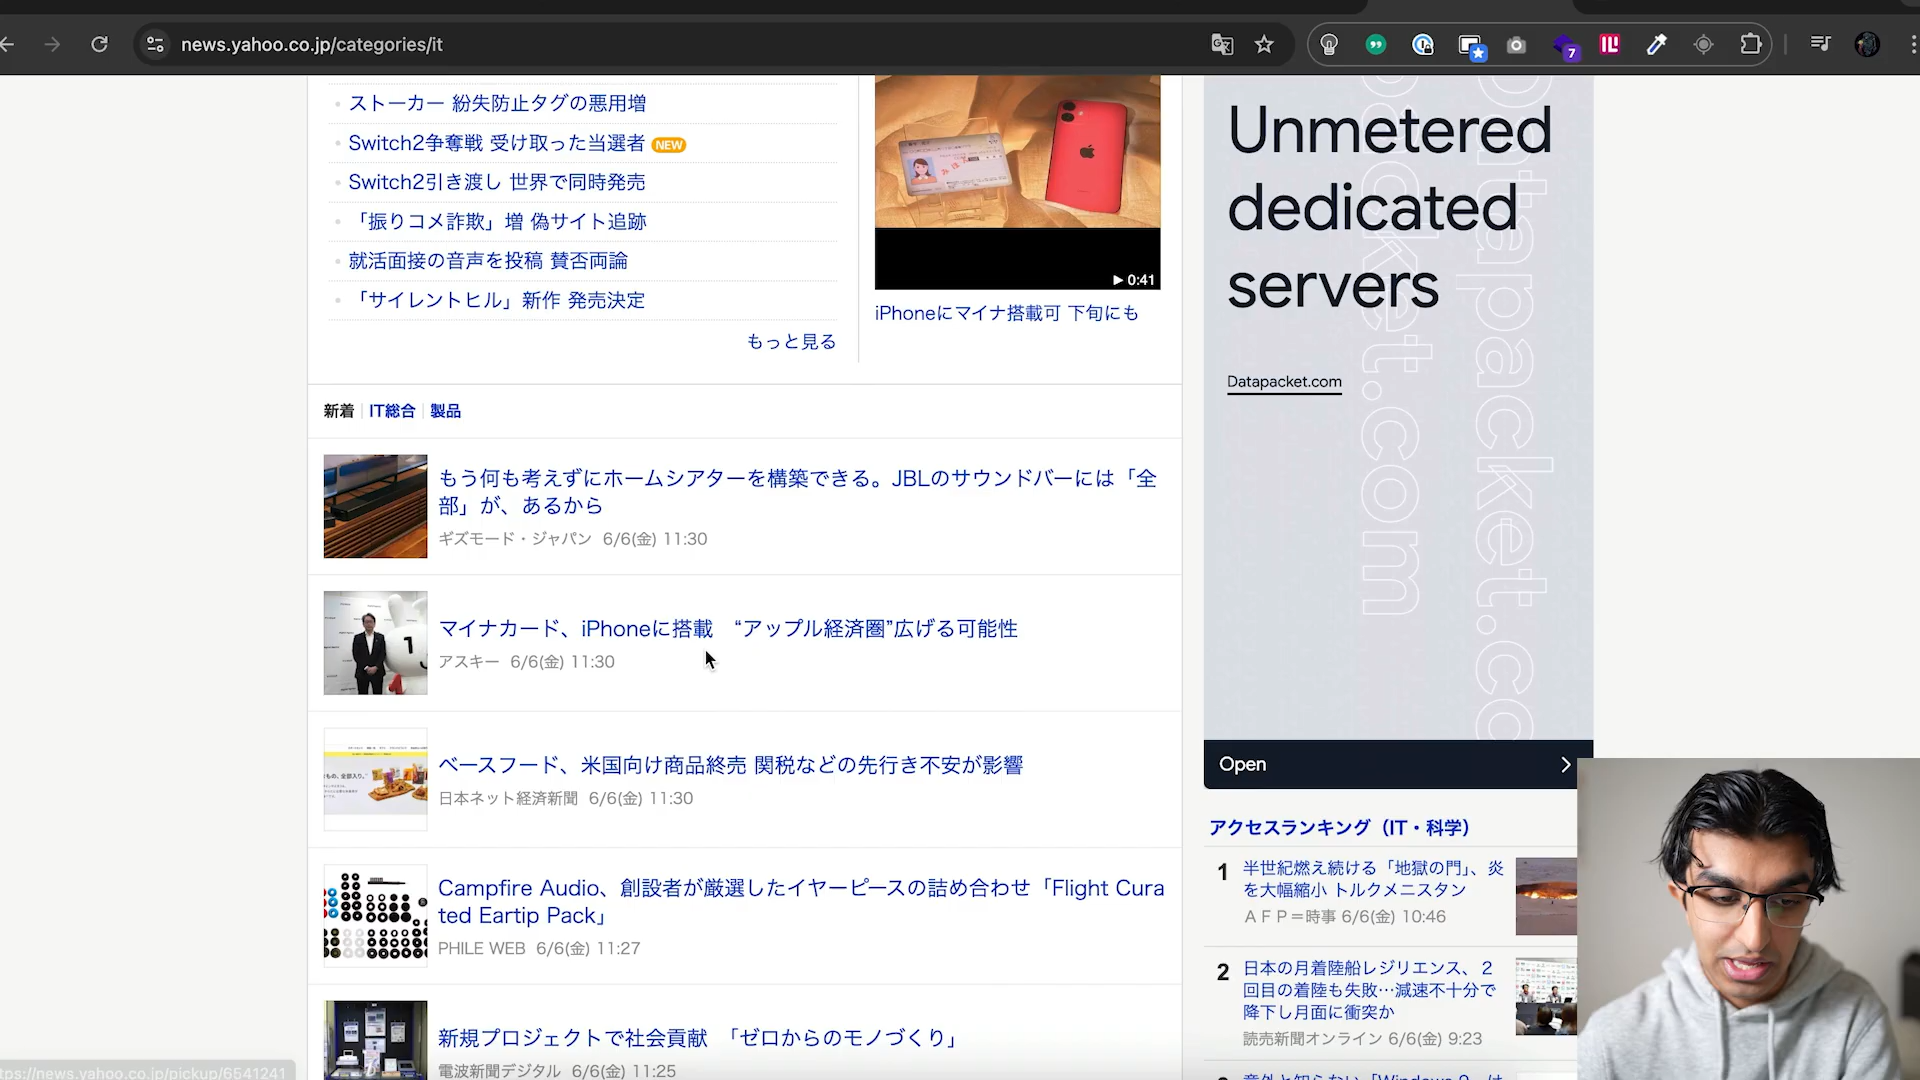 news.yahoo.co.jp/categories/it
7
ストーカー 紛失防止タグの悪用増
Switch2争奪戦 受け取った当選者 NEW
Switch2引き渡し 世界で同時発売
「振りコメ詐欺」増 偽サイト追跡
就活面接の音声を投稿 賛否両論
「サイレントヒル」新作 発売決定
もっと見る
0:41
iPhoneにマイナ搭載可 下旬にも
新着 IT総合 製品
もう何も考えずにホームシアターを構築できる。JBLのサウンドバーには「全
部」が、あるから
ギズモード・ジャパン 6/6(金) 11:30
マイナカード、iPhoneに搭載 “アップル経済圏”広げる可能性
アスキー 6/6(金) 11:30
ベースフード、米国向け商品終売 関税などの先行き不安が影響
日本ネット経済新聞 6/6(金) 11:30
Campfire Audio、創設者が厳選したイヤーピースの詰め合わせ「Flight Cura
ted Eartip Pack」
PHILE WEB 6/6(金) 11:27
新規プロジェクトで社会貢献 「ゼロからのモノづくり」
電波新聞デジタル 6/6(金) 11:25
tps://news.yahoo.co.jp/pickup/6541241
Unmetered
dedicated
servers
Datapacket.com
Open
アクセスランキング（IT・科学）
1
半世紀燃え続ける「地獄の門」、炎
を大幅縮小 トルクメニスタン
ＡＦＰ＝時事 6/6(金) 10:46
2
日本の月着陸船レジリエンス、２
回目の着陸も失敗…減速不十分で
降下し月面に衝突か
読売新聞オンライン 6/6(金) 9:23